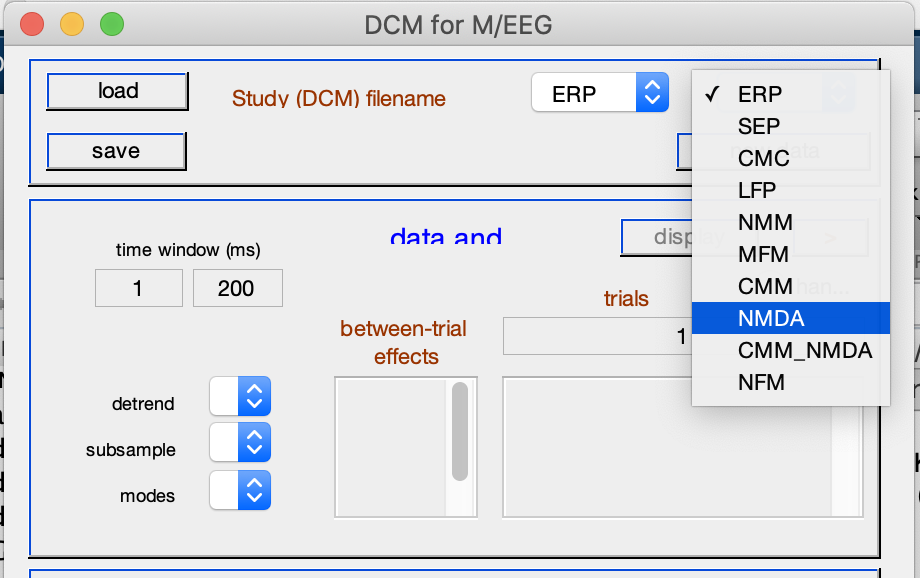 DCM for M/EEG
load
Study (DCM) filename
ERP
save
✓ ERP
SEP
CMC
LFP
NMM
MFM
CMM
NMDA
CMM_NMDA
NFM
data and
display
>
time window (ms)
1
200
trials
1
between-trial
effects
detrend
subsample
modes